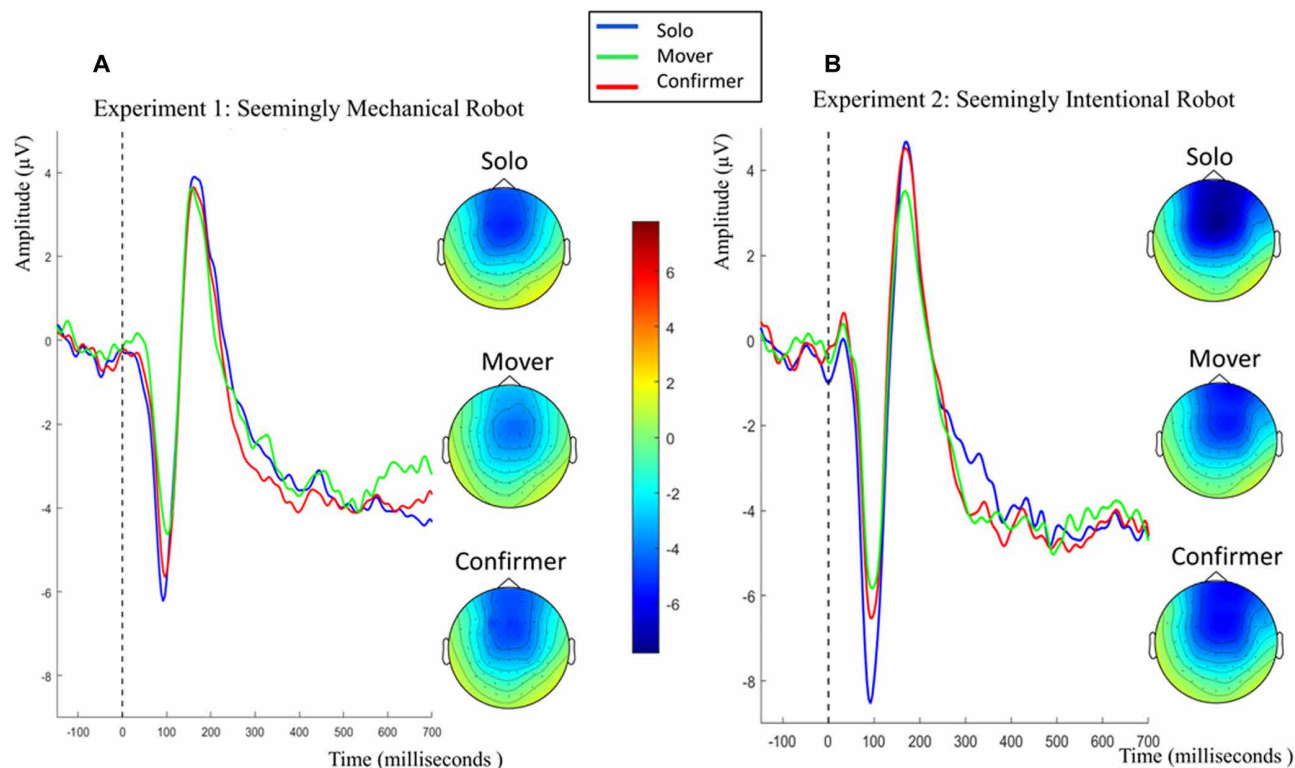 Solo
Mover
Confirmer
A
Experiment 1: Seemingly Mechanical Robot
Amplitude (µV)
4
2
0
-2
-4
-6
-8
-100 0 100 200 300 400 500 600 700
Time (milliseconds )
Solo
Mover
Confirmer
6
4
2
0
-2
-4
-6
B
Experiment 2: Seemingly Intentional Robot
Amplitude (µV)
4
2
0
-2
-4
-6
-8
-100 0 100 200 300 400 500 600 700
Time (milliseconds )
Solo
Mover
Confirmer